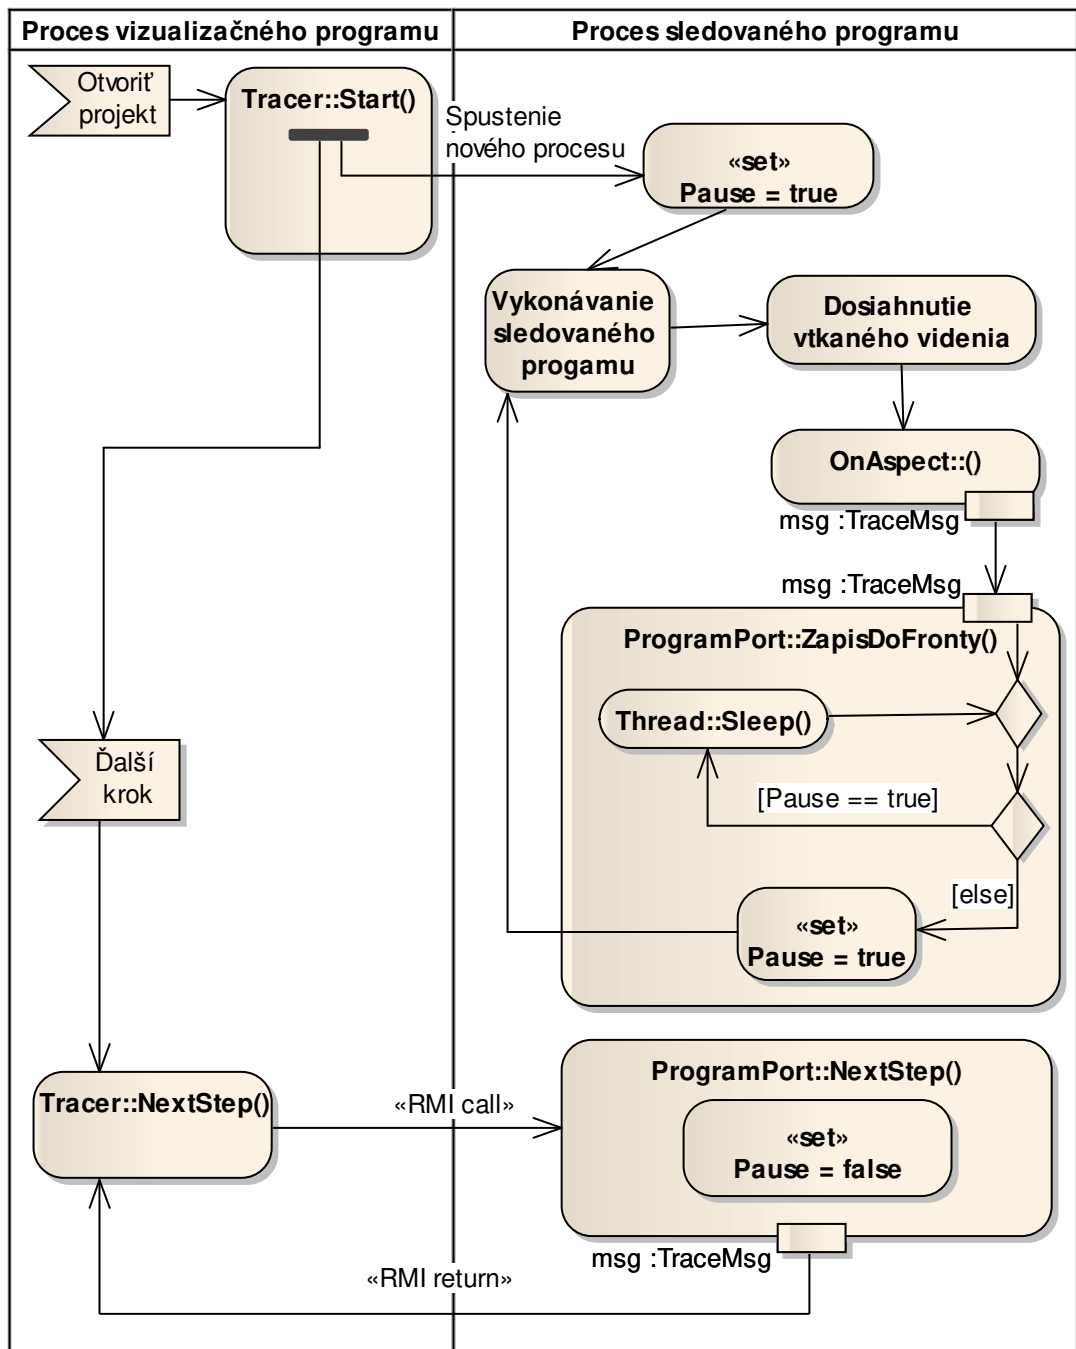 Proces vizualizačného programu
Proces sledovaného programu
Otvoriť
projekt
Tracer::Start()
Spustenie
nového procesu
«set»
Pause = true
Vykonávanie
sledovaného
progamu
Dosiahnutie
vtkaného videnia
OnAspect::()
msg :TraceMsg
msg :TraceMsg
ProgramPort::ZapisDoFronty()
Thread::Sleep()
Ďalší
krok
[Pause == true]
[else]
«set»
Pause = true
Tracer::NextStep()
«RMI call»
ProgramPort::NextStep()
«set»
Pause = false
msg :TraceMsg
«RMI return»